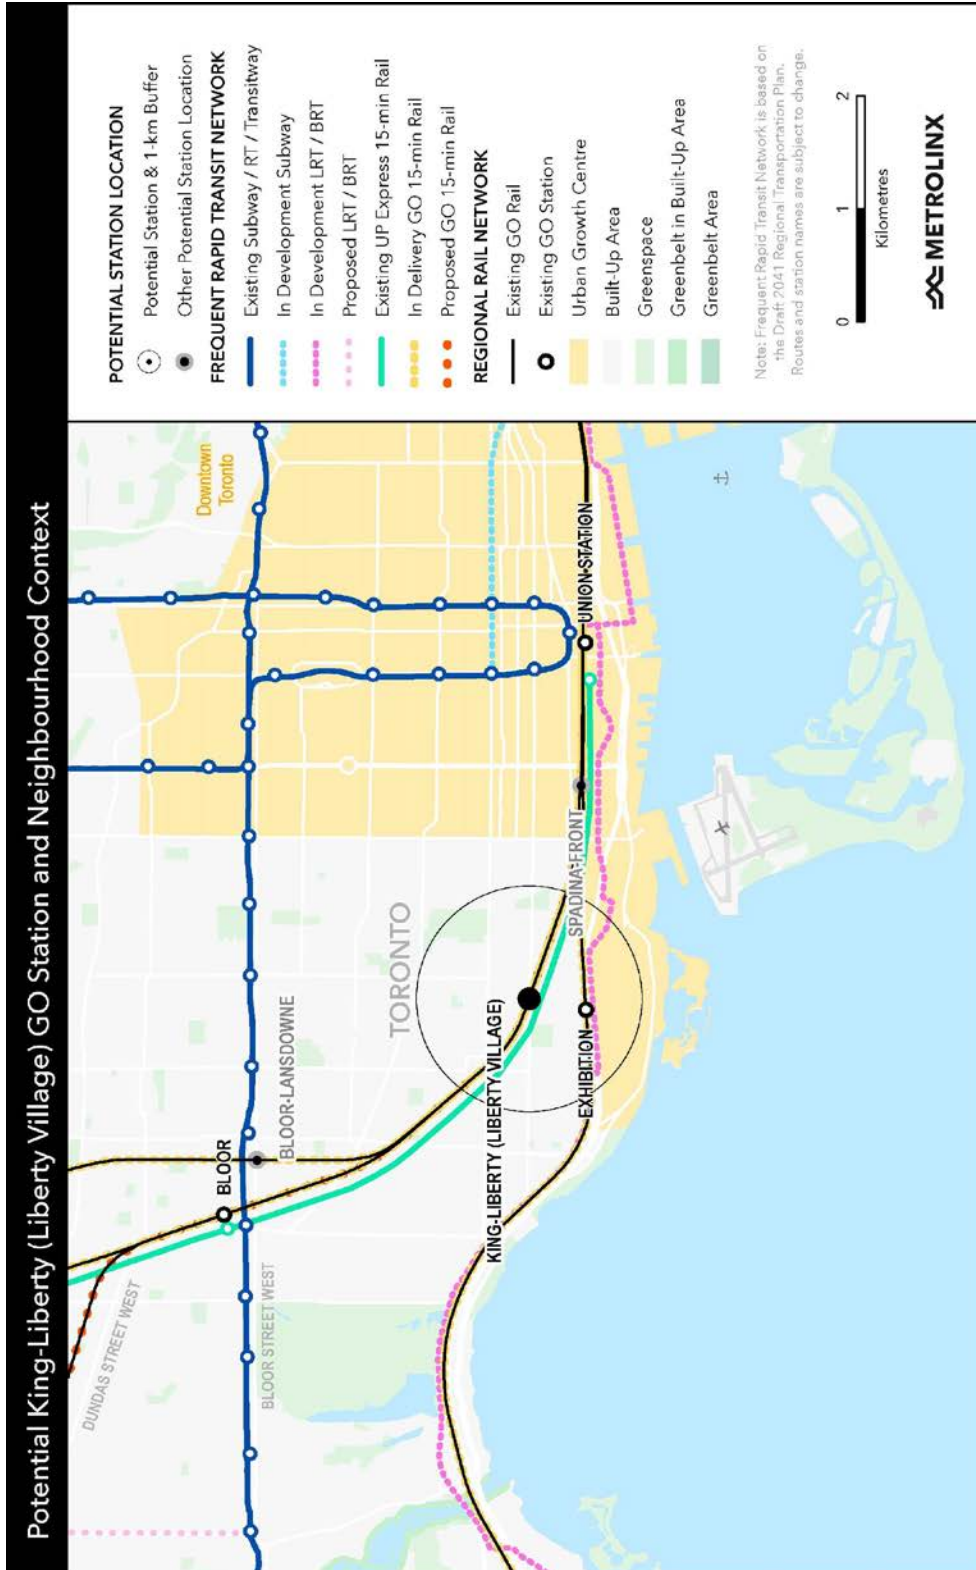 Potential King-Liberty (Liberty Village) GO Station and Neighbourhood Context
DUNDAS STREET WEST
BLOOR STREET WEST
BLOOR
BLOOR-LANSDOWNE
TORONTO
KING-LIBERTY (LIBERTY VILLAGE)
EXHIBITION
SPADINA-FRONT
UNION STATION
Downtown
Toronto
POTENTIAL STATION LOCATION
Potential Station & 1-km Buffer
Other Potential Station Location
FREQUENT RAPID TRANSIT NETWORK
Existing Subway / RT / Transitway
In Development Subway
In Development LRT / BRT
Proposed LRT / BRT
Existing UP Express 15-min Rail
In Delivery GO 15-min Rail
Proposed GO 15-min Rail
REGIONAL RAIL NETWORK
Existing GO Rail
Existing GO Station
Urban Growth Centre
Built-Up Area
Greenspace
Greenbelt in Built-Up Area
Greenbelt Area
Note: Frequent Rapid Transit Network is based on
the Draft 2041 Regional Transportation Plan.
Routes and station names are subject to change.
0 1 2
Kilometres
METROLINX